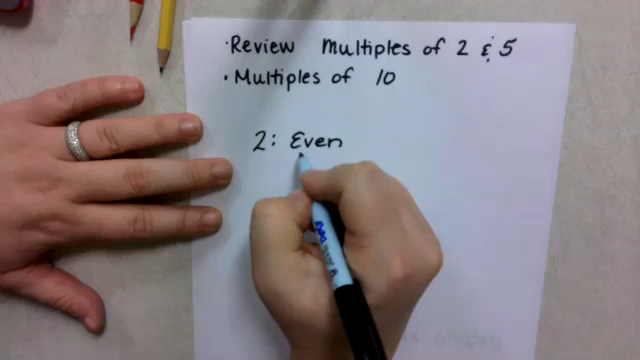 · Review Multiples of 2 & 5
· Multiples of 10
2: Even